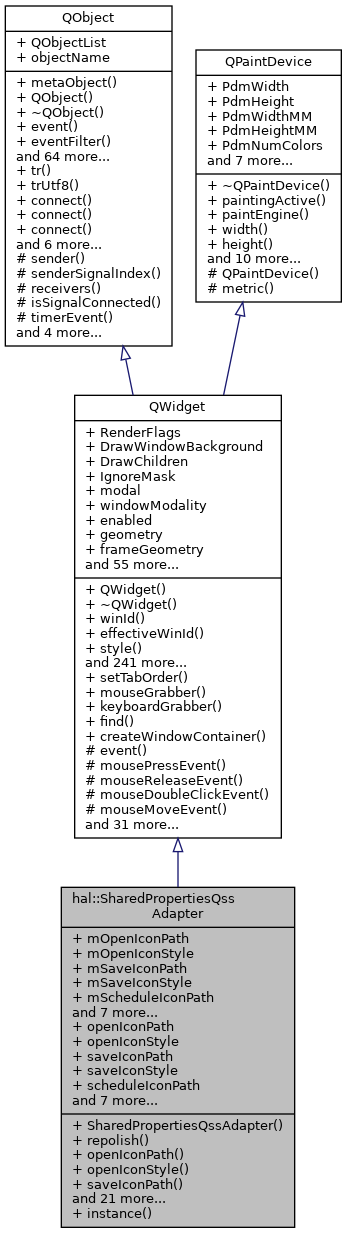 QObject
+ QObjectList
+ objectName
+ metaObject()
+ QObject()
+ ~QObject()
+ event()
+ eventFilter()
and 64 more...
+ tr()
+ trUtf8()
+ connect()
+ connect()
+ connect()
and 6 more...
# sender()
# senderSignalIndex()
# receivers()
# isSignalConnected()
# timerEvent()
and 4 more...
QPaintDevice
+ PdmWidth
+ PdmHeight
+ PdmWidthMM
+ PdmHeightMM
+ PdmNumColors
and 7 more...
+ ~QPaintDevice()
+ paintingActive()
+ paintEngine()
+ width()
+ height()
and 10 more...
# QPaintDevice()
# metric()
QWidget
+ RenderFlags
+ DrawWindowBackground
+ DrawChildren
+ IgnoreMask
+ modal
+ windowModality
+ enabled
+ geometry
+ frameGeometry
and 55 more...
+ QWidget()
+ ~QWidget()
+ winId()
+ effectiveWinId()
+ style()
and 241 more...
+ setTabOrder()
+ mouseGrabber()
+ keyboardGrabber()
+ find()
+ createWindowContainer()
# event()
# mousePressEvent()
# mouseReleaseEvent()
# mouseDoubleClickEvent()
# mouseMoveEvent()
and 31 more...
hal::SharedPropertiesQss
Adapter
+ mOpenIconPath
+ mOpenIconStyle
+ mSaveIconPath
+ mSaveIconStyle
+ mScheduleIconPath
and 7 more...
+ openIconPath
+ openIconStyle
+ saveIconPath
+ saveIconStyle
+ scheduleIconPath
and 7 more...
+ SharedPropertiesQssAdapter()
+ repolish()
+ openIconPath()
+ openIconStyle()
+ saveIconPath()
and 21 more...
+ instance()